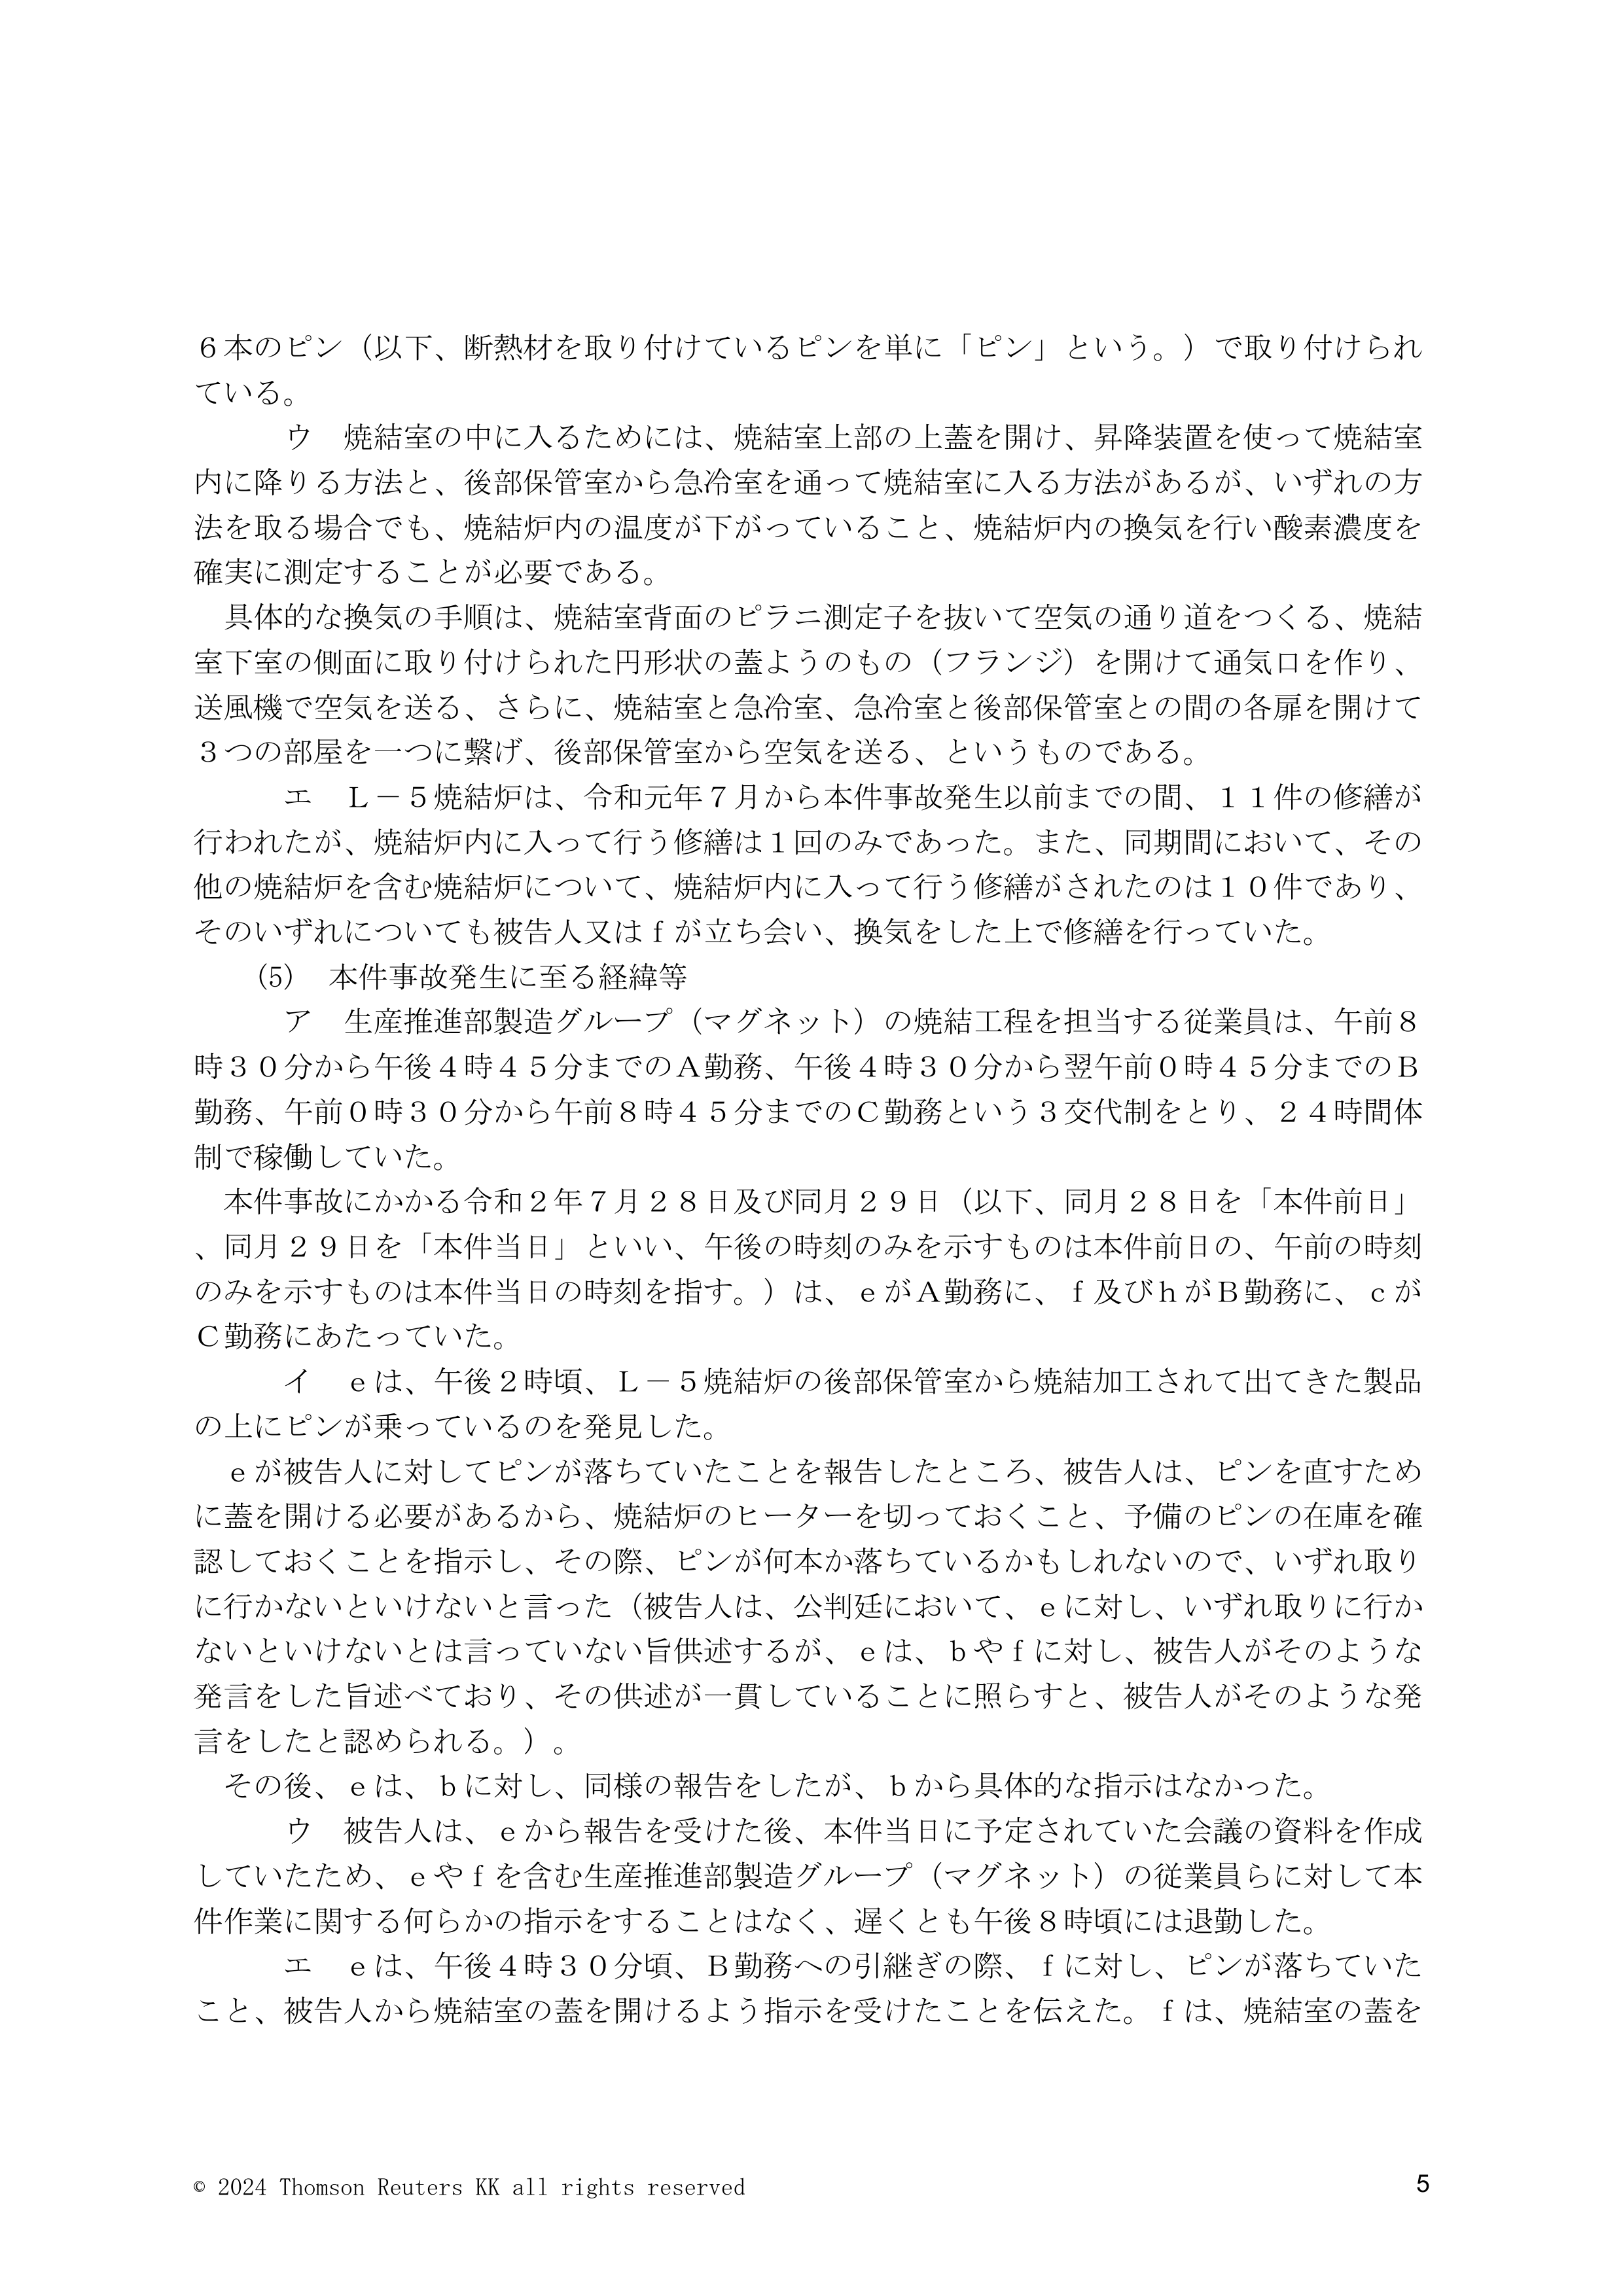 ６本のピン（以下、断熱材を取り付けているピンを単に「ピン」という。）で取り付けられ
ている。
ウ　焼結室の中に入るためには、焼結室上部の上蓋を開け、昇降装置を使って焼結室
内に降りる方法と、後部保管室から急冷室を通って焼結室に入る方法があるが、いずれの方
法を取る場合でも、焼結炉内の温度が下がっていること、焼結炉内の換気を行い酸素濃度を
確実に測定することが必要である。
具体的な換気の手順は、焼結室背面のピラニ測定子を抜いて空気の通り道をつくる、焼結
室下室の側面に取り付けられた円形状の蓋ようのもの（フランジ）を開けて通気口を作り、
送風機で空気を送る、さらに、焼結室と急冷室、急冷室と後部保管室との間の各扉を開けて
３つの部屋を一つに繋げ、後部保管室から空気を送る、というものである。
エ　Ｌ－５焼結炉は、令和元年７月から本件事故発生以前までの間、１１件の修繕が
行われたが、焼結炉内に入って行う修繕は１回のみであった。また、同期間において、その
他の焼結炉を含む焼結炉について、焼結炉内に入って行う修繕がされたのは１０件であり、
そのいずれについても被告人又はｆが立ち会い、換気をした上で修繕を行っていた。
(5)　本件事故発生に至る経緯等
ア　生産推進部製造グループ（マグネット）の焼結工程を担当する従業員は、午前８
時３０分から午後４時４５分までのＡ勤務、午後４時３０分から翌午前０時４５分までのＢ
勤務、午前０時３０分から午前８時４５分までのＣ勤務という３交代制をとり、２４時間体
制で稼働していた。
本件事故にかかる令和２年７月２８日及び同月２９日（以下、同月２８日を「本件前日」
、同月２９日を「本件当日」といい、午後の時刻のみを示すものは本件前日の、午前の時刻
のみを示すものは本件当日の時刻を指す。）は、ｅがＡ勤務に、ｆ及びｈがＢ勤務に、ｃが
Ｃ勤務にあたっていた。
イ　ｅは、午後２時頃、Ｌ－５焼結炉の後部保管室から焼結加工されて出てきた製品
の上にピンが乗っているのを発見した。
ｅが被告人に対してピンが落ちていたことを報告したところ、被告人は、ピンを直すため
に蓋を開ける必要があるから、焼結炉のヒーターを切っておくこと、予備のピンの在庫を確
認しておくことを指示し、その際、ピンが何本か落ちているかもしれないので、いずれ取り
に行かないといけないと言った（被告人は、公判廷において、ｅに対し、いずれ取りに行か
ないといけないとは言っていない旨供述するが、ｅは、ｂやｆに対し、被告人がそのような
発言をした旨述べており、その供述が一貫していることに照らすと、被告人がそのような発
言をしたと認められる。）。
その後、ｅは、ｂに対し、同様の報告をしたが、ｂから具体的な指示はなかった。
ウ　被告人は、ｅから報告を受けた後、本件当日に予定されていた会議の資料を作成
していたため、ｅやｆを含む生産推進部製造グループ（マグネット）の従業員らに対して本
件作業に関する何らかの指示をすることはなく、遅くとも午後８時頃には退勤した。
エ　ｅは、午後４時３０分頃、Ｂ勤務への引継ぎの際、ｆに対し、ピンが落ちていた
こと、被告人から焼結室の蓋を開けるよう指示を受けたことを伝えた。ｆは、焼結室の蓋を
© 2024 Thomson Reuters KK all rights reserved
5